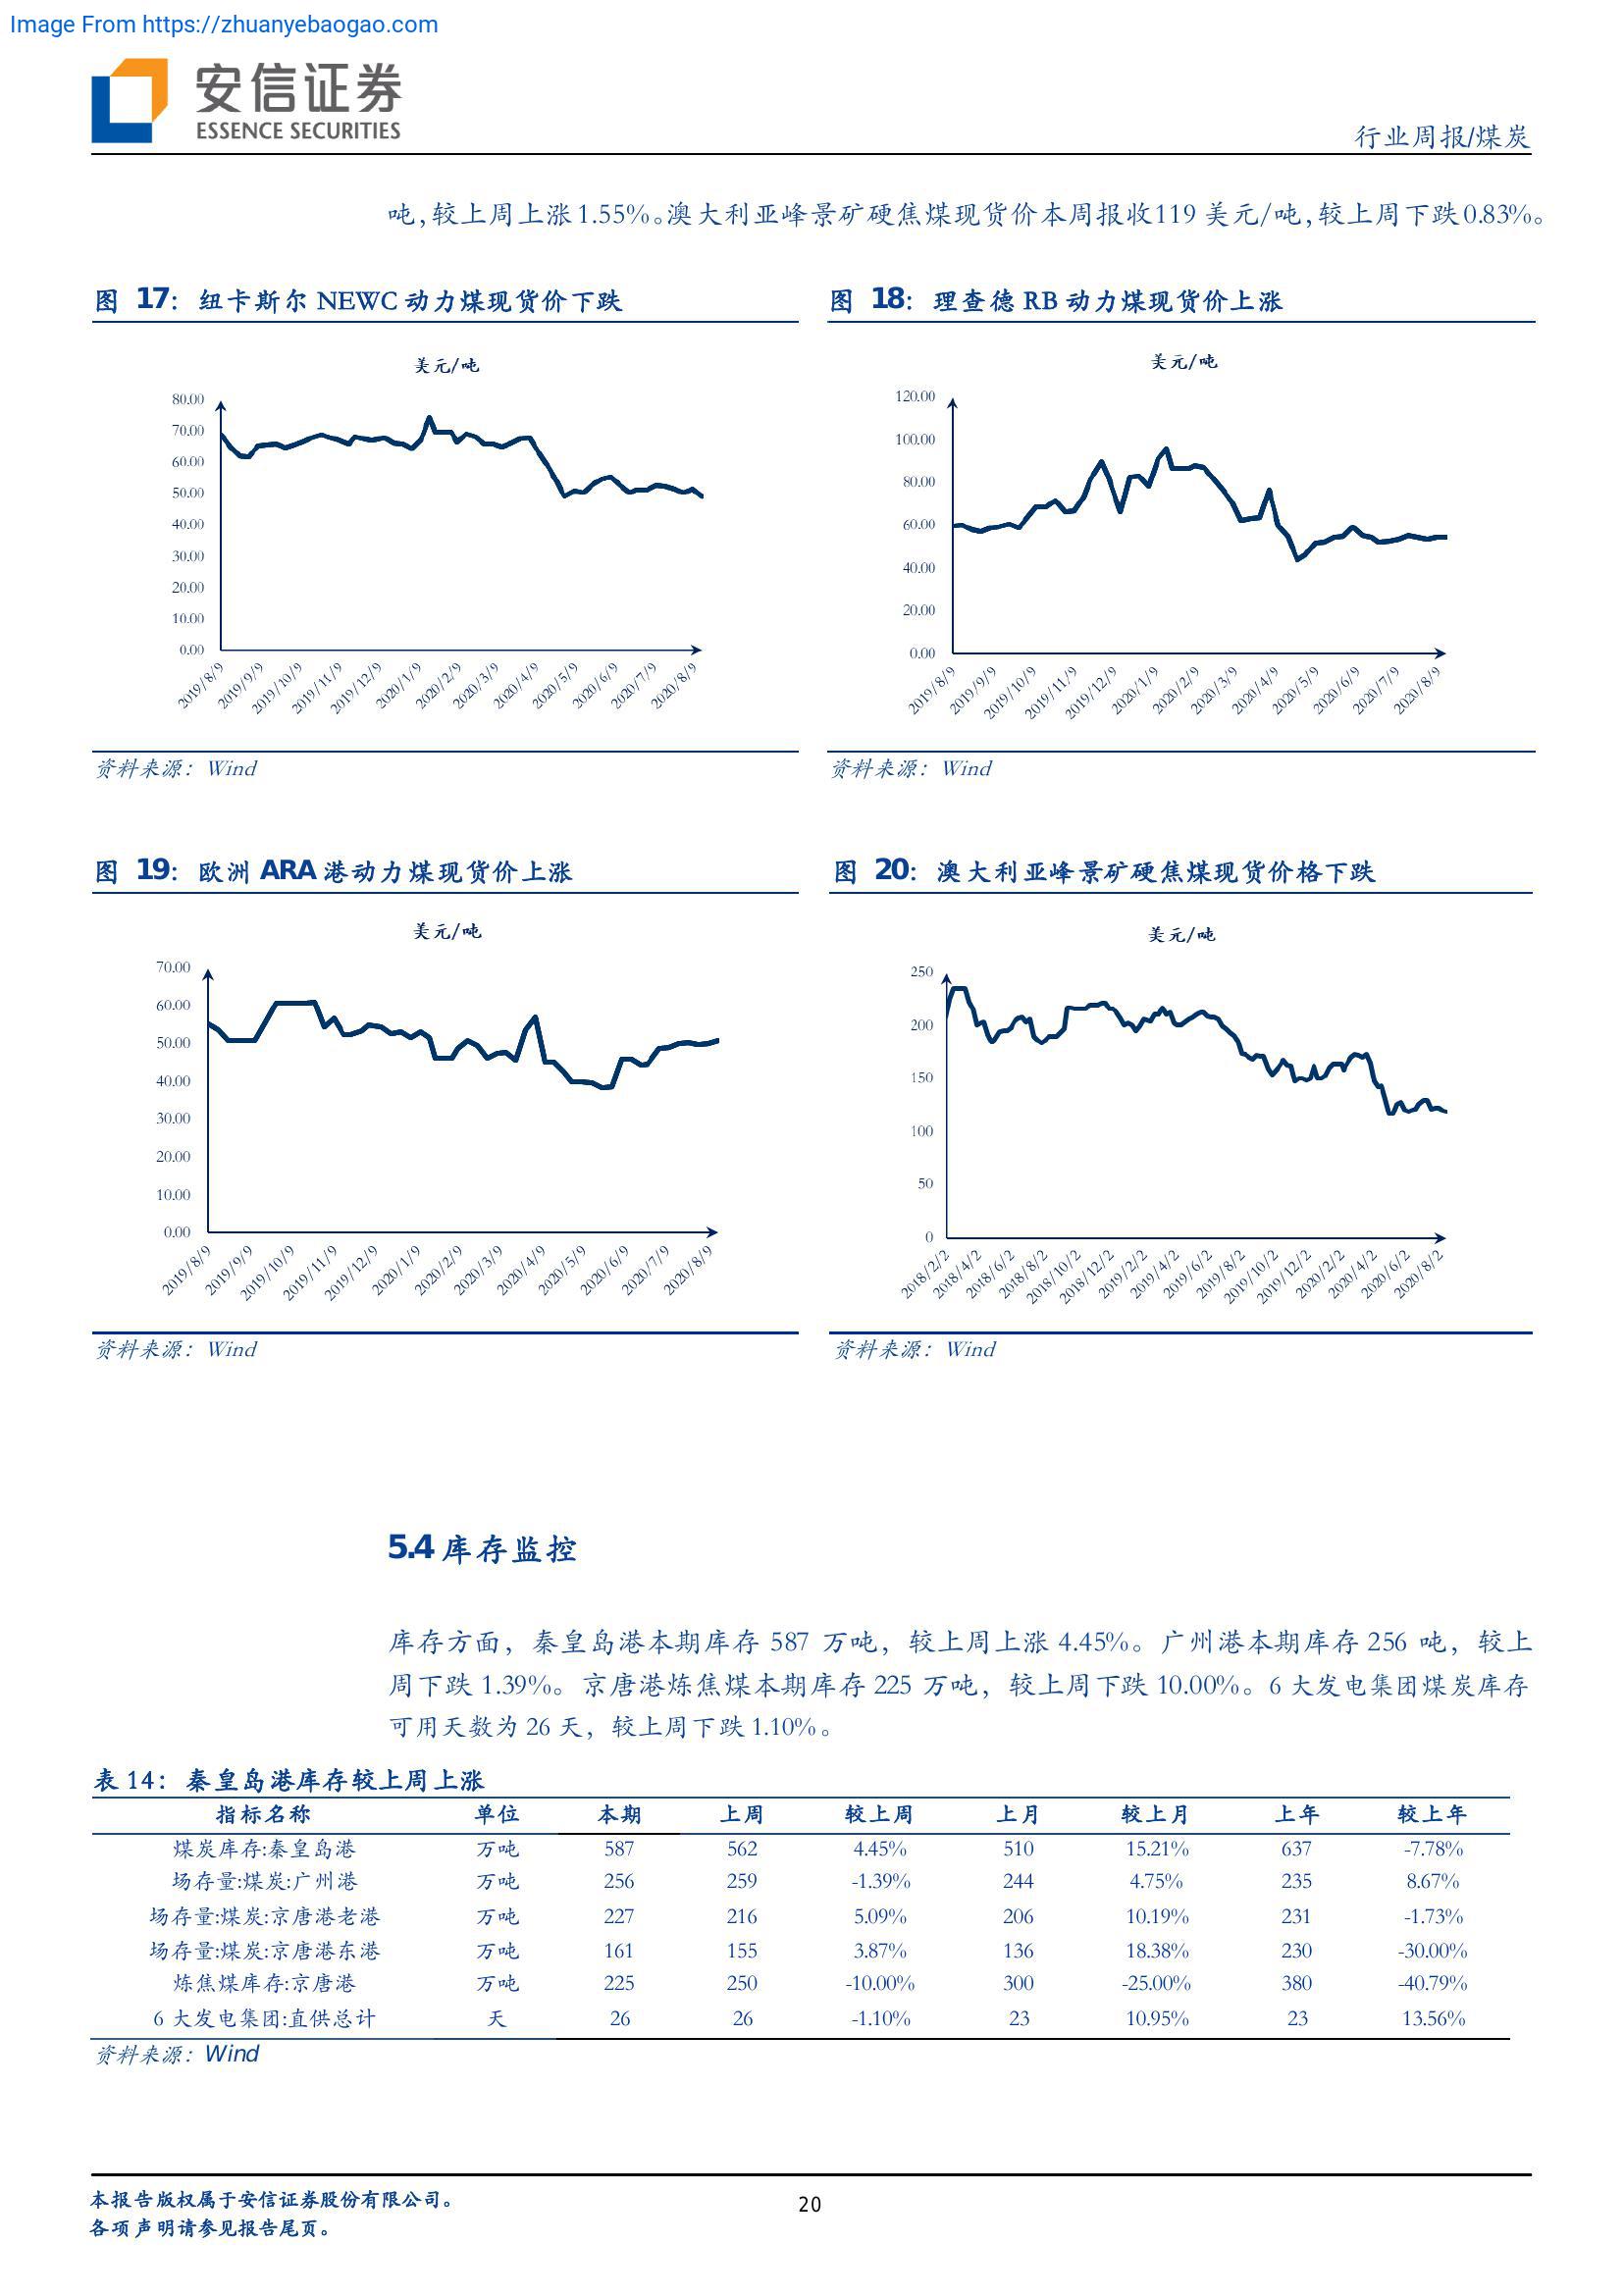 Image From https://zhuanyebaogao.com
安信证券
ESSENCE SECURITIES
行业周报/煤炭
吨，较上周上涨 1.55%。澳大利亚峰景矿硬焦煤现货价本周报收119 美元/吨，较上周下跌 0.83%。
图 17：纽卡斯尔 NEWC 动力煤现货价下跌
美元/吨
80.00
70.00
60.00
50.00
40.00
30.00
20.00
10.00
0.00
2019/8/9 2019/9/9 2019/10/9 2019/11/9 2019/12/9 2020/1/9 2020/2/9 2020/3/9 2020/4/9 2020/5/9 2020/6/9 2020/7/9 2020/8/9
资料来源：Wind
图 18：理查德 RB 动力煤现货价上涨
美元/吨
120.00
100.00
80.00
60.00
40.00
20.00
0.00
2019/8/9 2019/9/9 2019/10/9 2019/11/9 2019/12/9 2020/1/9 2020/2/9 2020/3/9 2020/4/9 2020/5/9 2020/6/9 2020/7/9 2020/8/9
资料来源：Wind
图 19：欧洲 ARA 港动力煤现货价上涨
美元/吨
70.00
60.00
50.00
40.00
30.00
20.00
10.00
0.00
2019/8/9 2019/9/9 2019/10/9 2019/11/9 2019/12/9 2020/1/9 2020/2/9 2020/3/9 2020/4/9 2020/5/9 2020/6/9 2020/7/9 2020/8/9
资料来源：Wind
图 20：澳大利亚峰景矿硬焦煤现货价格下跌
美元/吨
250
200
150
100
50
0
2018/2/2 2018/4/2 2018/6/2 2018/8/2 2018/10/2 2018/12/2 2019/2/2 2019/4/2 2019/6/2 2019/8/2 2019/10/2 2019/12/2 2020/2/2 2020/4/2 2020/6/2 2020/8/2
资料来源：Wind
5.4 库存监控
库存方面，秦皇岛港本期库存 587 万吨，较上周上涨 4.45%。广州港本期库存 256 吨，较上
周下跌 1.39%。京唐港炼焦煤本期库存 225 万吨，较上周下跌 10.00%。6 大发电集团煤炭库存
可用天数为 26 天，较上周下跌 1.10%。
表 14：秦皇岛港库存较上周上涨
指标名称 单位 本期 上周 较上周 上月 较上月 上年 较上年
煤炭库存:秦皇岛港 万吨 587 562 4.45% 510 15.21% 637 -7.78%
场存量:煤炭:广州港 万吨 256 259 -1.39% 244 4.75% 235 8.67%
场存量:煤炭:京唐港老港 万吨 227 216 5.09% 206 10.19% 231 -1.73%
场存量:煤炭:京唐港东港 万吨 161 155 3.87% 136 18.38% 230 -30.00%
炼焦煤库存:京唐港 万吨 225 250 -10.00% 300 -25.00% 380 -40.79%
6 大发电集团:直供总计 天 26 26 -1.10% 23 10.95% 23 13.56%
资料来源：Wind
本报告版权属于安信证券股份有限公司。
各项声明请参见报告尾页。
20